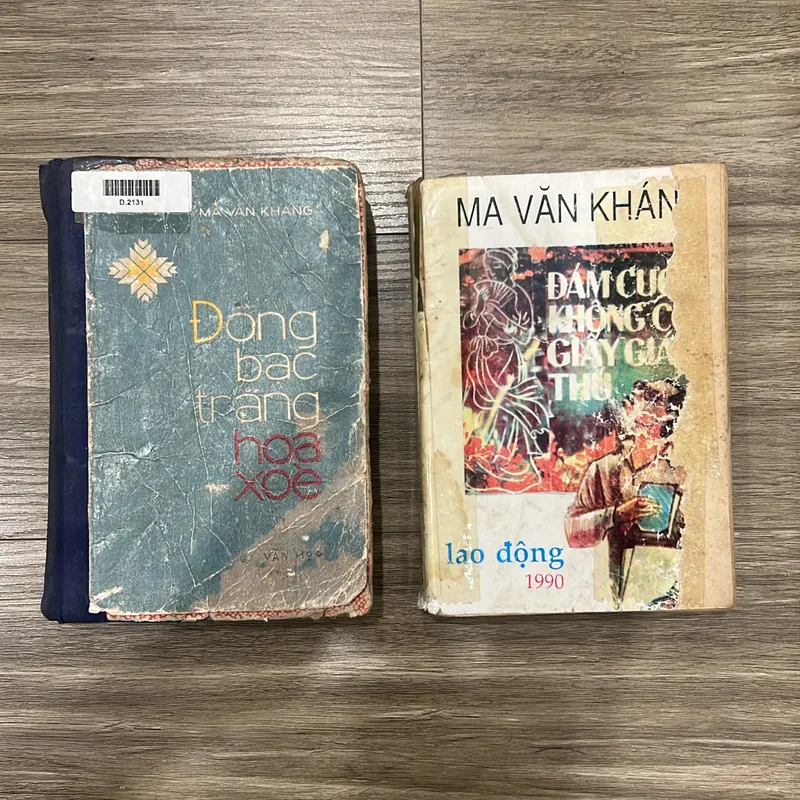 D.2131
MA VĂN KHÁNG
Đồng
bạc
trắng
hoa
xòe
VĂN HỌC
MA VĂN KHÁN
ĐÁM CƯỚ
KHÔNG C
GIẤY GIÁ
THÚ
lao động
1990